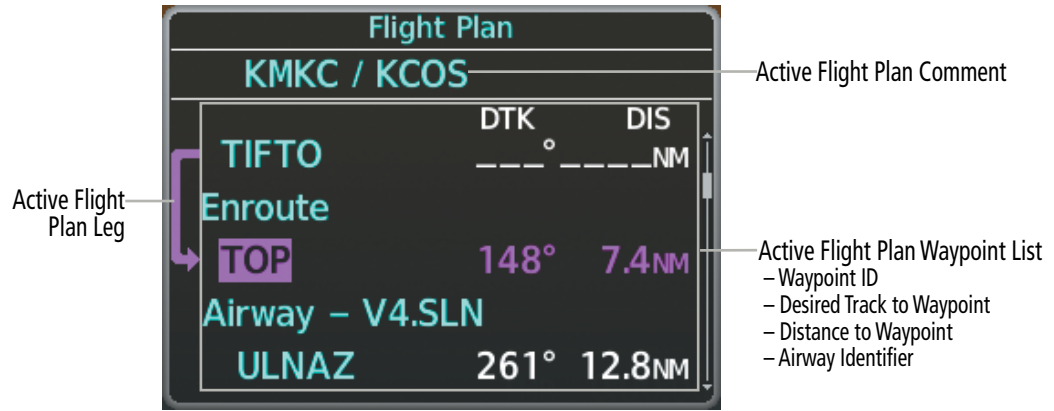 Flight Plan
KMKC / KCOS
Active Flight Plan Comment
DTK DIS
TIFTO ___°____NM
Active Flight
Plan Leg
Enroute
TOP 148° 7.4NM
Active Flight Plan Waypoint List
– Waypoint ID
– Desired Track to Waypoint
– Distance to Waypoint
– Airway Identifier
Airway – V4.SLN
ULNAZ 261° 12.8NM